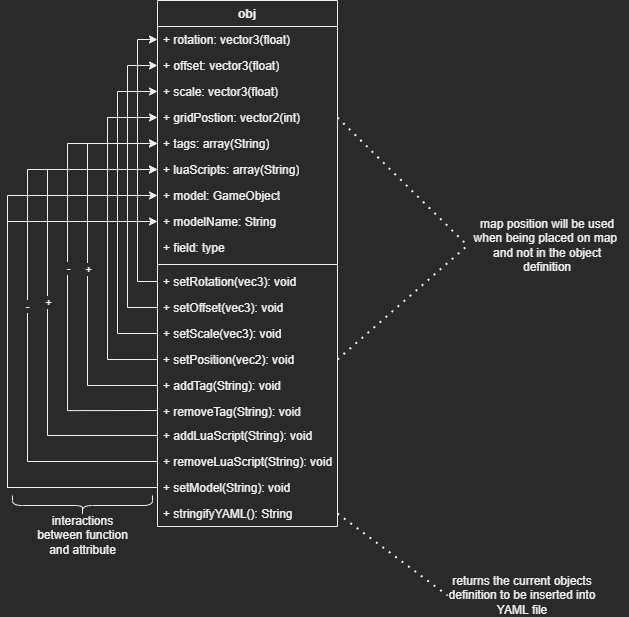 obj
+ rotation: vector3(float)
+ offset: vector3(float)
+ scale: vector3(float)
+ gridPostion: vector2(int)
+ tags: array(String)
+ luaScripts: array(String)
+ model: GameObject
+ modelName: String
+ field: type
+ setRotation(vec3): void
+ setOffset(vec3): void
+ setScale(vec3): void
+ setPosition(vec2): void
+ addTag(String): void
+ removeTag(String): void
+ addLuaScript(String): void
+ removeLuaScript(String): void
+ setModel(String): void
+ stringifyYAML(): String
- +
- +
interactions
between function
and attribute
map position will be used
when being placed on map
and not in the object
definition
returns the current objects
definition to be inserted into
YAML file